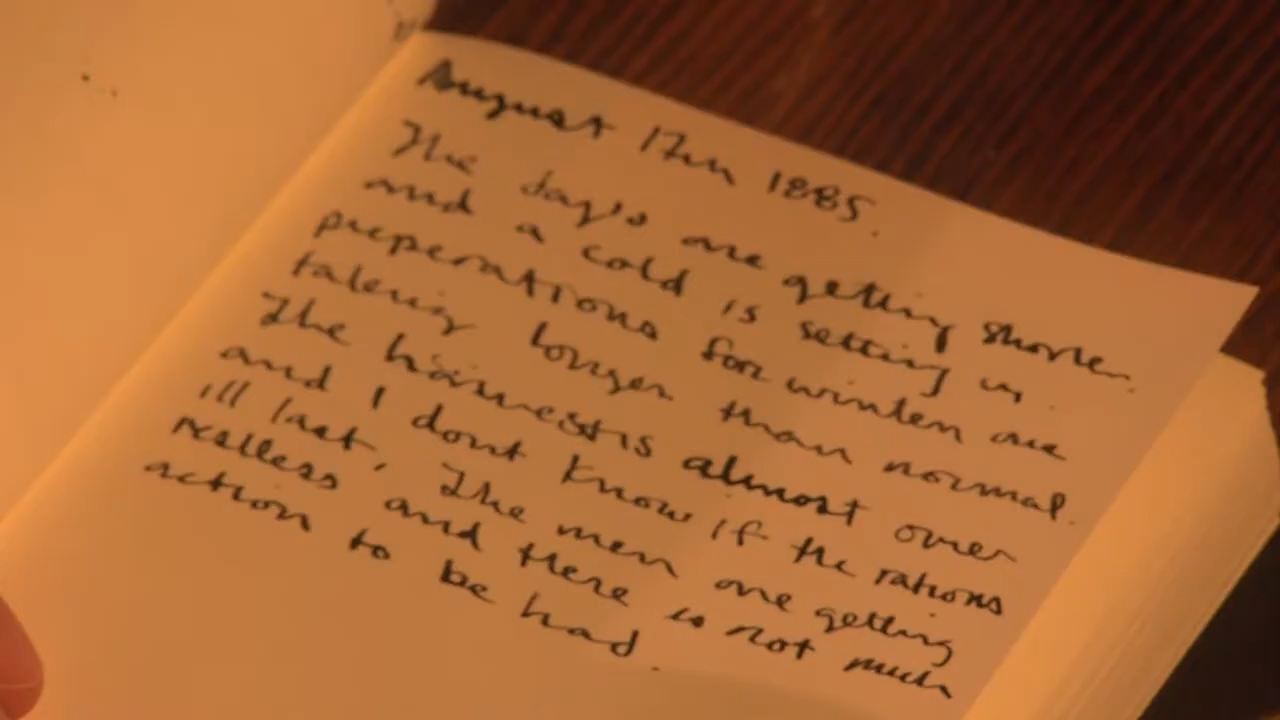 August 17th 1885.
The day's are getting shorter.
and a cold is setting in.
preperations for winter are
taking longer than normal.
The harvest is almost over
and I dont know if the rations
ill last, The men are getting
restless and there is not much
action to be had.